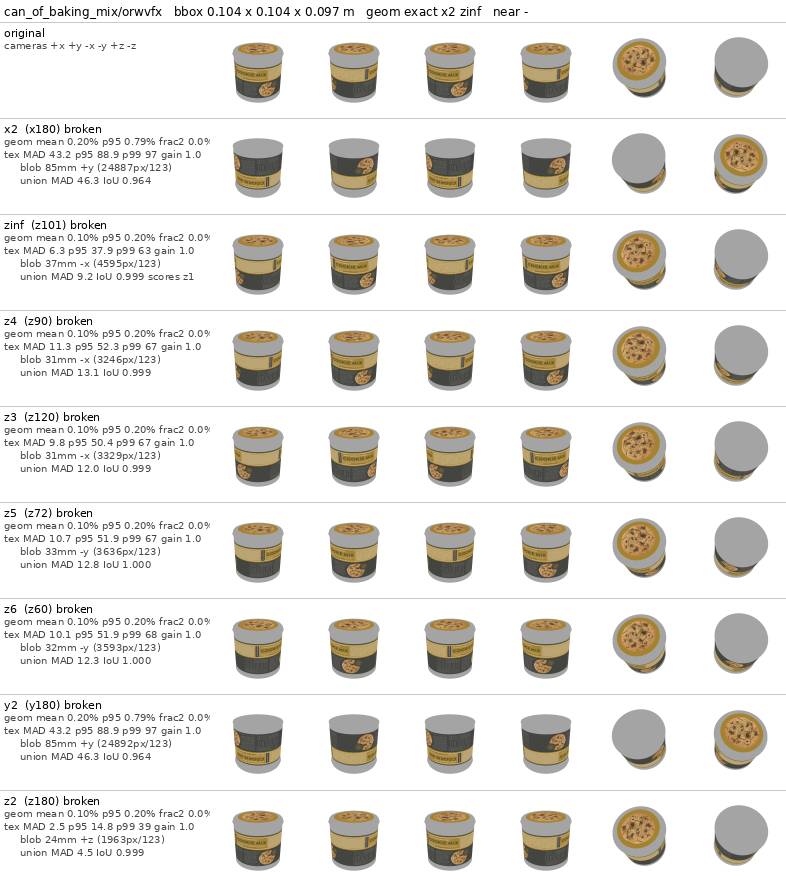 can_of_baking_mix/orwvfx bbox 0.104 x 0.104 x 0.097 m geom exact x2 zinf near -
original
cameras +x +y -x -y +z -z
x2 (x180) broken
geom mean 0.20% p95 0.79% frac2 0.0%
tex MAD 43.2 p95 88.9 p99 97 gain 1.0
blob 85mm +y (24887px/123)
union MAD 46.3 IoU 0.964
zinf (z101) broken
geom mean 0.10% p95 0.20% frac2 0.0%
tex MAD 6.3 p95 37.9 p99 63 gain 1.0
blob 37mm -x (4595px/123)
union MAD 9.2 IoU 0.999 scores z1
z4 (z90) broken
geom mean 0.10% p95 0.20% frac2 0.0%
tex MAD 11.3 p95 52.3 p99 67 gain 1.0
blob 31mm -x (3246px/123)
union MAD 13.1 IoU 0.999
z3 (z120) broken
geom mean 0.10% p95 0.20% frac2 0.0%
tex MAD 9.8 p95 50.4 p99 67 gain 1.0
blob 31mm -x (3329px/123)
union MAD 12.0 IoU 0.999
z5 (z72) broken
geom mean 0.10% p95 0.20% frac2 0.0%
tex MAD 10.7 p95 51.9 p99 67 gain 1.0
blob 33mm -y (3636px/123)
union MAD 12.8 IoU 1.000
z6 (z60) broken
geom mean 0.10% p95 0.20% frac2 0.0%
tex MAD 10.1 p95 51.9 p99 68 gain 1.0
blob 32mm -y (3593px/123)
union MAD 12.3 IoU 1.000
y2 (y180) broken
geom mean 0.20% p95 0.79% frac2 0.0%
tex MAD 43.2 p95 88.9 p99 97 gain 1.0
blob 85mm +y (24892px/123)
union MAD 46.3 IoU 0.964
z2 (z180) broken
geom mean 0.10% p95 0.20% frac2 0.0%
tex MAD 2.5 p95 14.8 p99 39 gain 1.0
blob 24mm +z (1963px/123)
union MAD 4.5 IoU 0.999